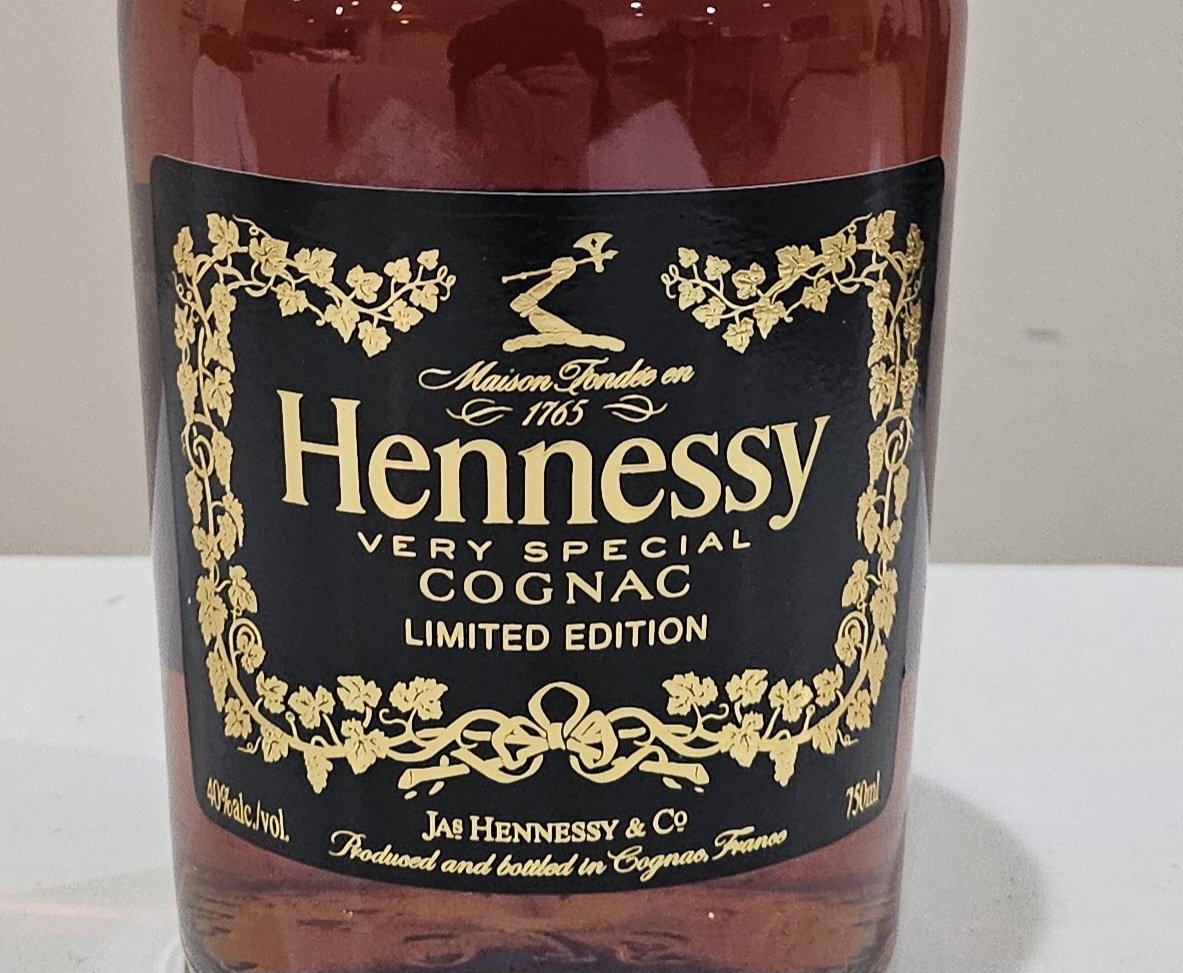 Maison Fondée en
1765
Hennessy
VERY SPECIAL
COGNAC
LIMITED EDITION
40%alc./vol.
750ml
JAs HENNESSY & Co
Produced and bottled in Cognac, France